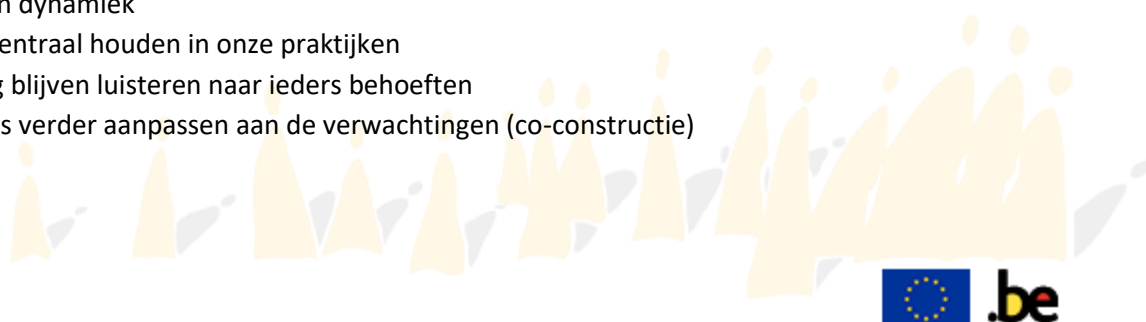 n dynamiek
entraal houden in onze praktijken
g blijven luisteren naar ieders behoeften
s verder aanpassen aan de verwachtingen (co-constructie)
.be